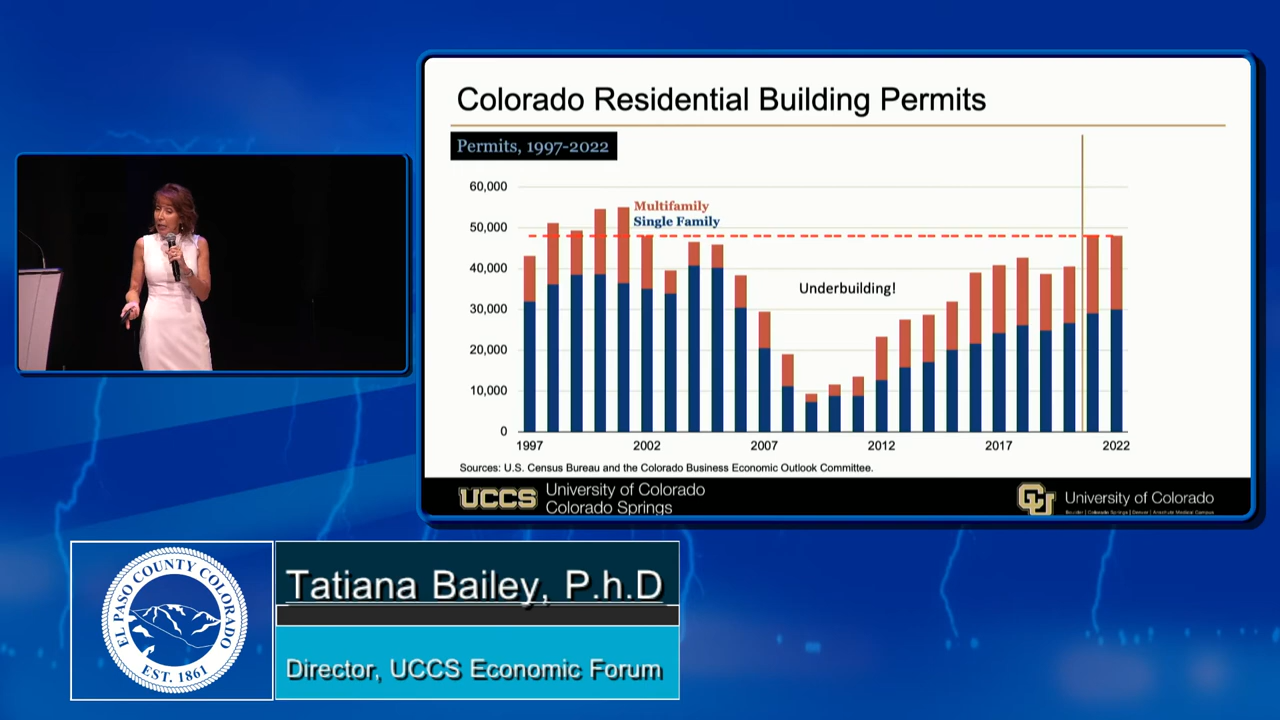 Colorado Residential Building Permits
Permits, 1997-2022
60,000
50,000
40,000
30,000
20,000
10,000
0
Multifamily
Single Family
Underbuilding!
1997 2002 2007 2012 2017 2022
Sources: U.S. Census Bureau and the Colorado Business Economic Outlook Committee.
UCCS University of Colorado
Colorado Springs
CU University of Colorado
Boulder | Colorado Springs | Denver | Anschutz Medical Campus
EL PASO COUNTY COLORADO
EST. 1861
Tatiana Bailey, P.h.D
Director, UCCS Economic Forum